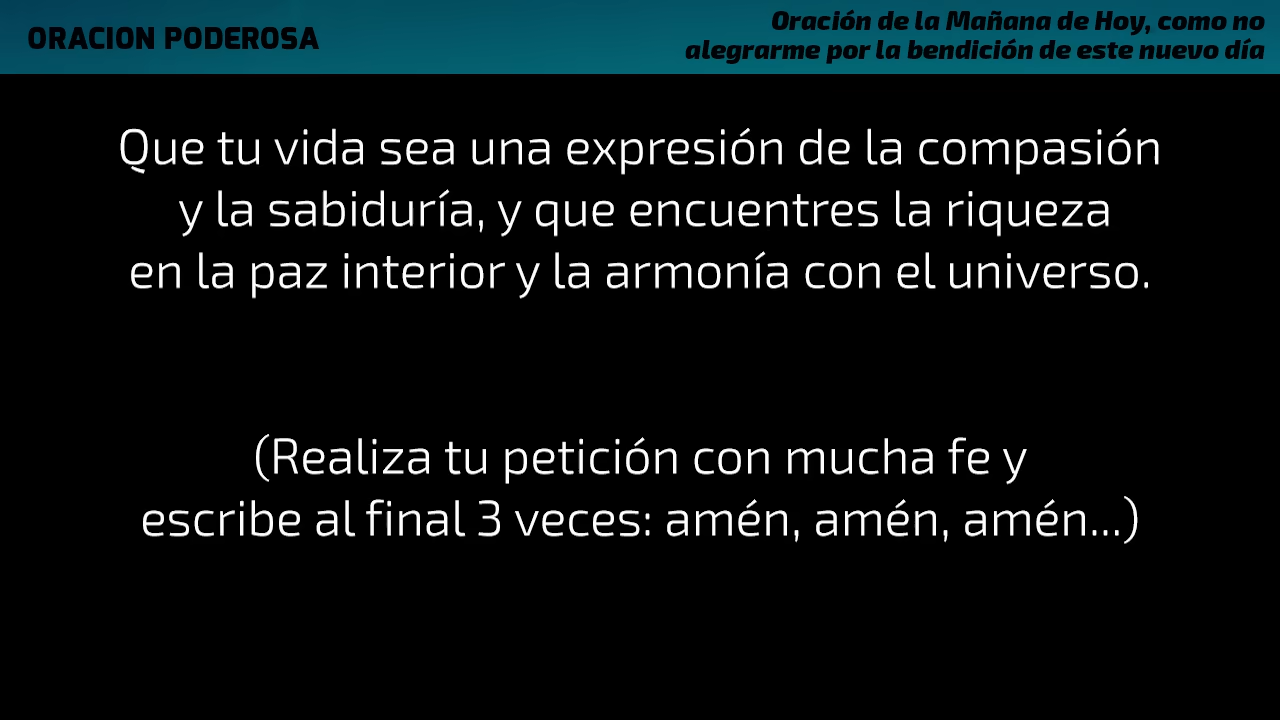 ORACION PODEROSA
Oración de la Mañana de Hoy, como no
alegrarme por la bendición de este nuevo día
Que tu vida sea una expresión de la compasión
y la sabiduría, y que encuentres la riqueza
en la paz interior y la armonía con el universo.
(Realiza tu petición con mucha fe y
escribe al final 3 veces: amén, amén, amén...)